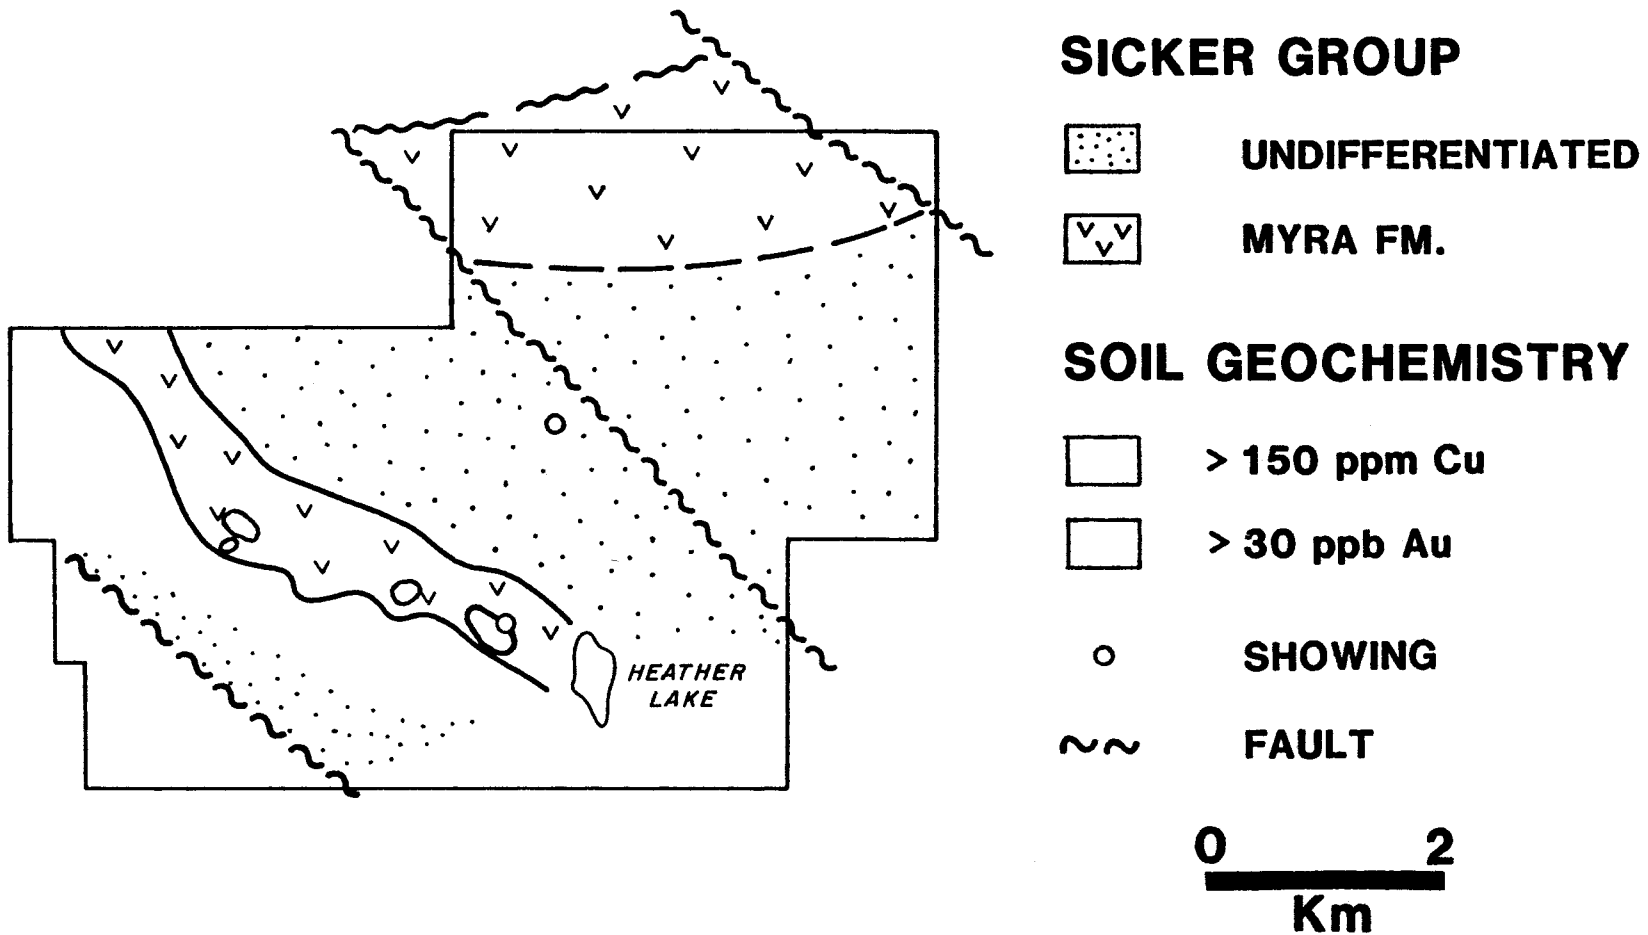 SICKER GROUP
UNDIFFERENTIATED
MYRA FM.
SOIL GEOCHEMISTRY
> 150 ppm Cu
> 30 ppb Au
SHOWING
FAULT
0 2
Km
HEATHER
LAKE